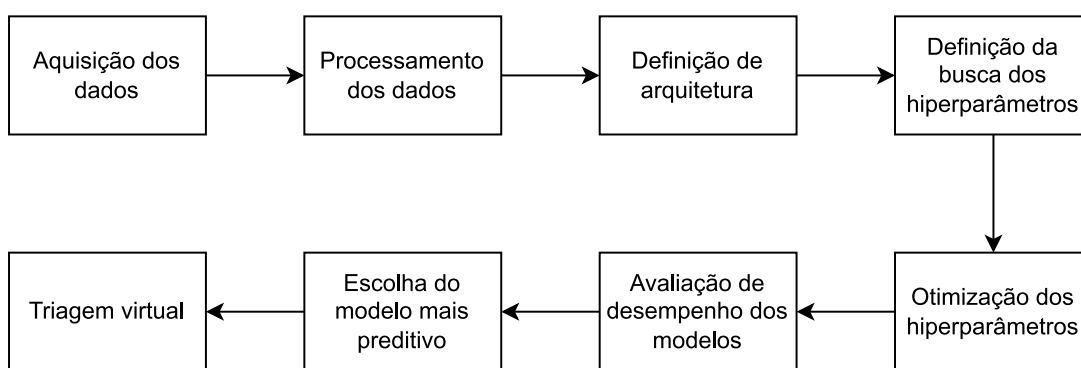 Aquisição dos
dados
Processamento
dos dados
Definição de
arquitetura
Definição da
busca dos
hiperparâmetros
Otimização dos
hiperparâmetros
Avaliação de
desempenho dos
modelos
Escolha do
modelo mais
preditivo
Triagem virtual